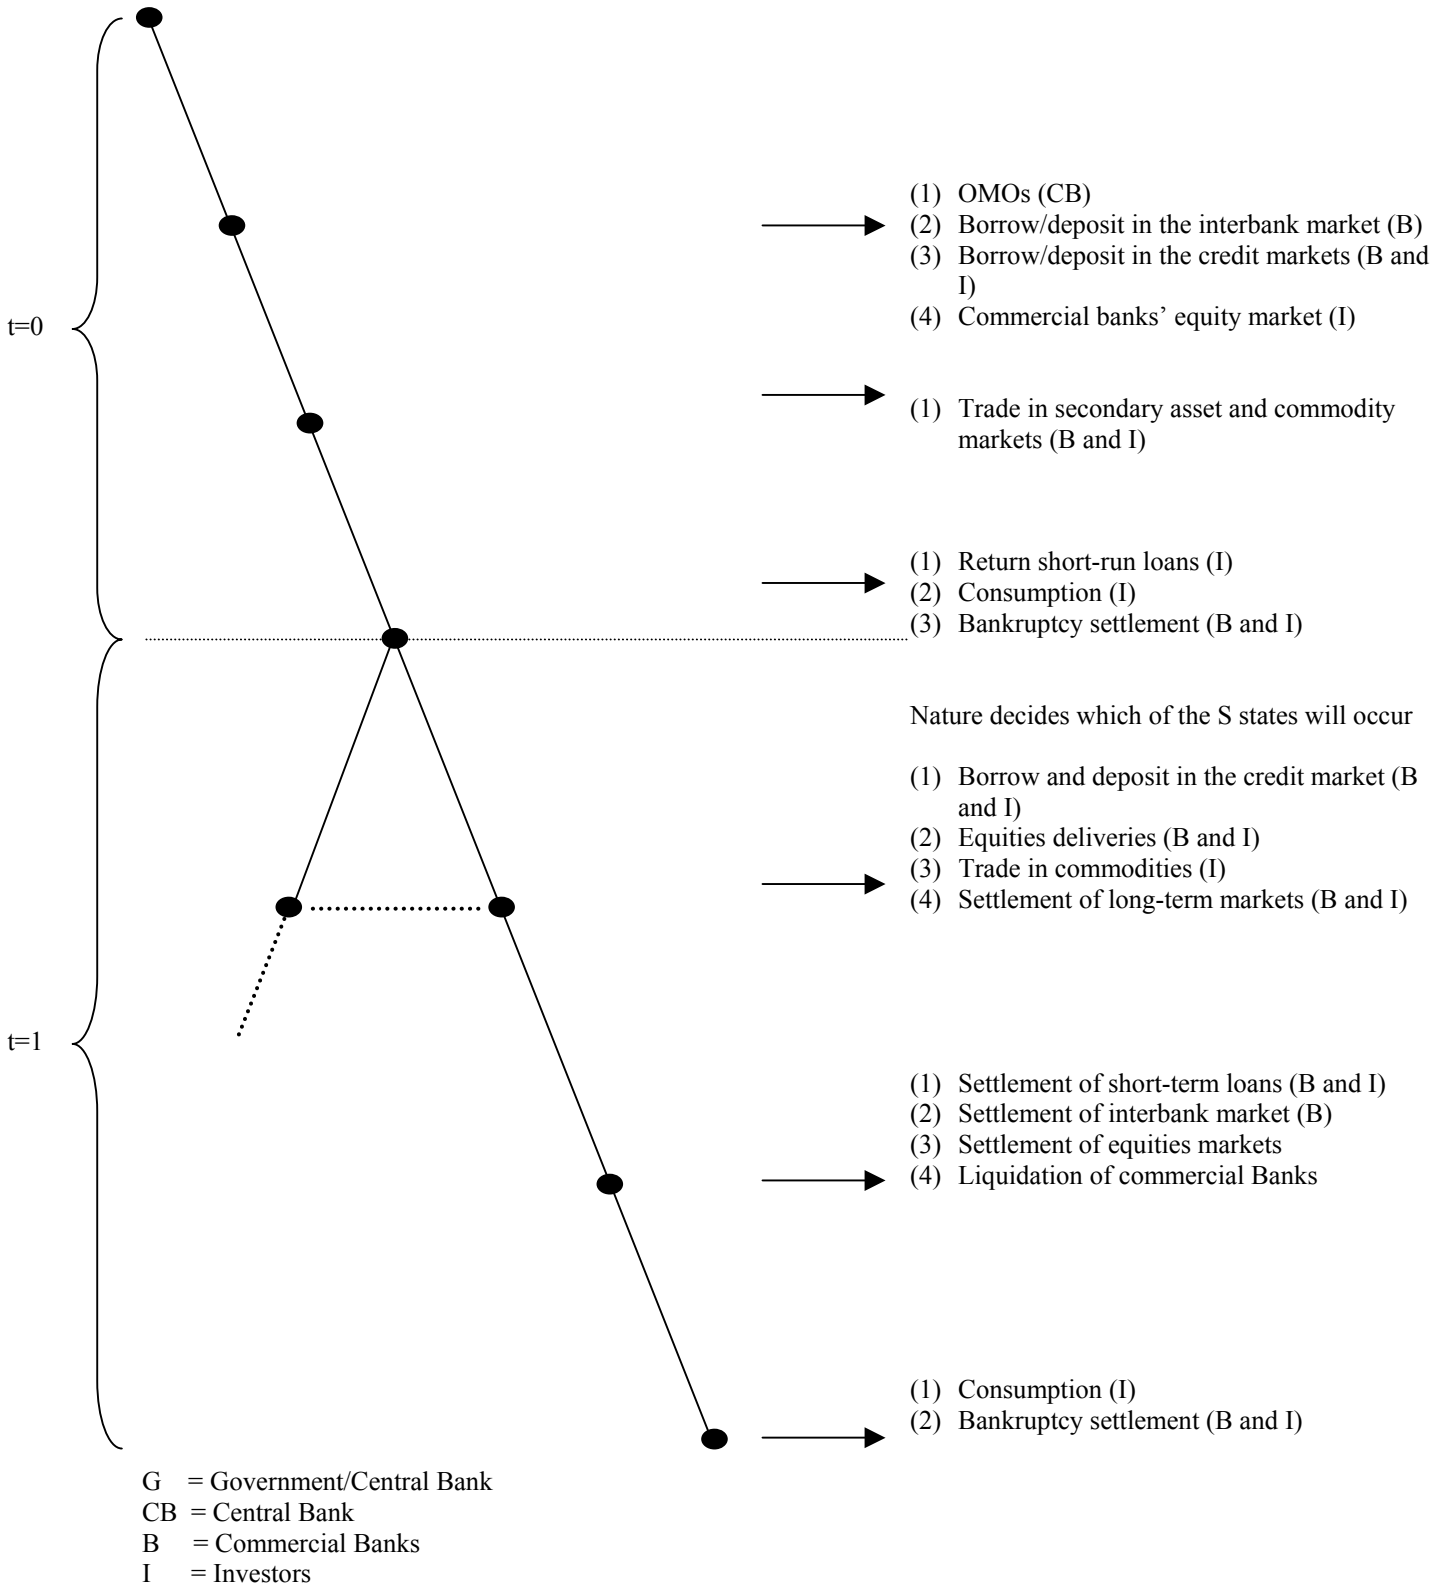 (1) OMOs (CB)
(2) Borrow/deposit in the interbank market (B)
(3) Borrow/deposit in the credit markets (B and
I)
(4) Commercial banks’ equity market (I)
t=0
(1) Trade in secondary asset and commodity
markets (B and I)
(1) Return short-run loans (I)
(2) Consumption (I)
(3) Bankruptcy settlement (B and I)
Nature decides which of the S states will occur
(1) Borrow and deposit in the credit market (B
and I)
(2) Equities deliveries (B and I)
(3) Trade in commodities (I)
(4) Settlement of long-term markets (B and I)
t=1
(1) Settlement of short-term loans (B and I)
(2) Settlement of interbank market (B)
(3) Settlement of equities markets
(4) Liquidation of commercial Banks
(1) Consumption (I)
(2) Bankruptcy settlement (B and I)
G = Government/Central Bank
CB = Central Bank
B = Commercial Banks
I = Investors